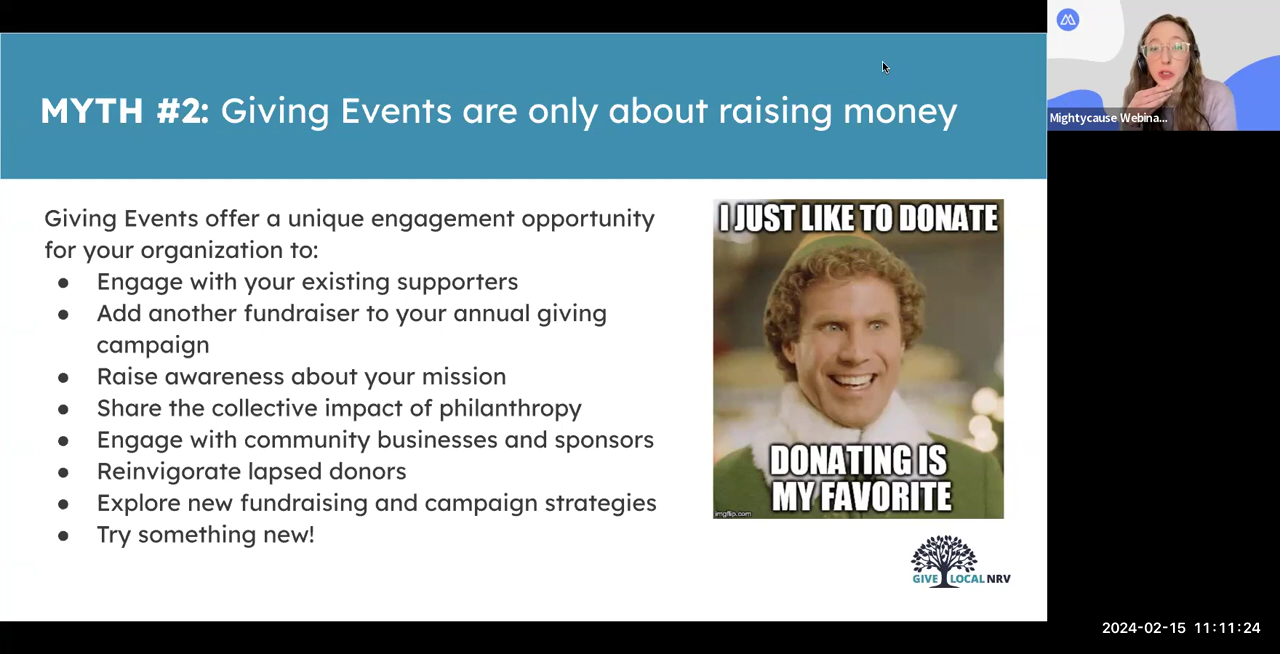 MYTH #2: Giving Events are only about raising money
Mightycause Webina...
Giving Events offer a unique engagement opportunity
for your organization to:
● Engage with your existing supporters
● Add another fundraiser to your annual giving
campaign
● Raise awareness about your mission
● Share the collective impact of philanthropy
● Engage with community businesses and sponsors
● Reinvigorate lapsed donors
● Explore new fundraising and campaign strategies
● Try something new!
I JUST LIKE TO DONATE
DONATING IS
MY FAVORITE
imgflip.com
GIVE LOCAL NRV
2024-02-15 11:11:24